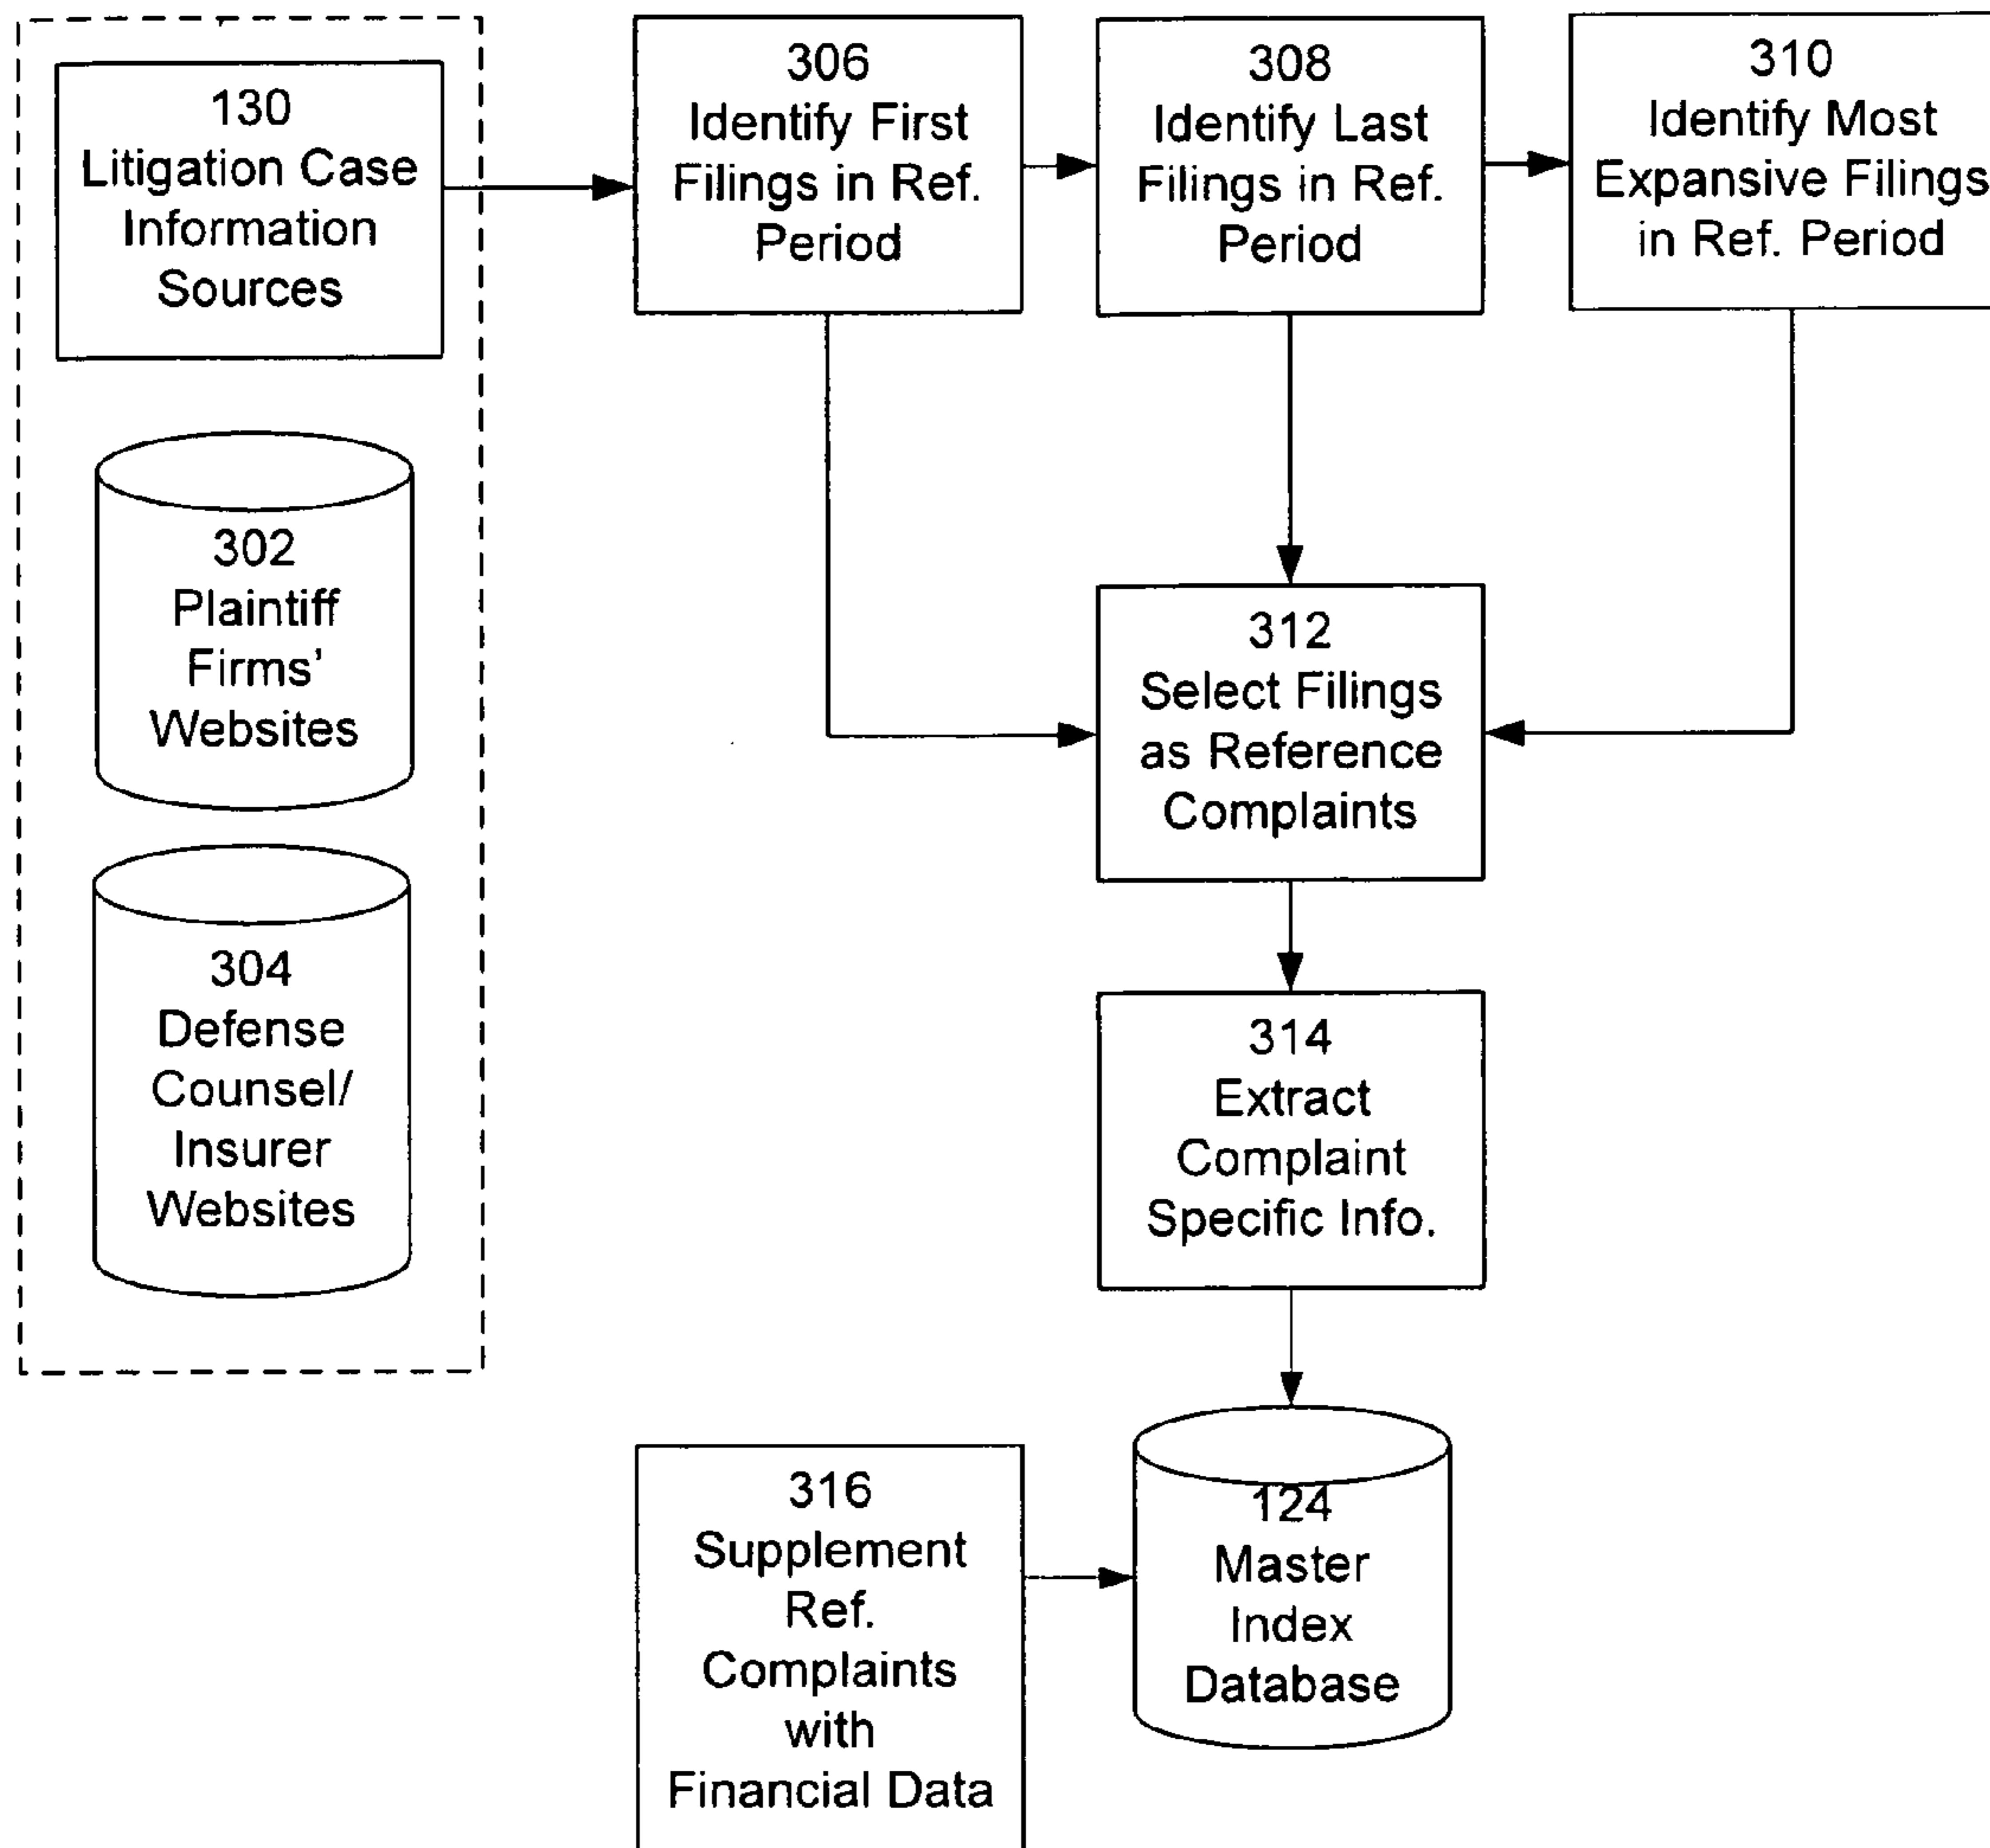 130
Litigation Case
Information
Sources
302
Plaintiff
Firms’
Websites
304
Defense
Counsel/
Insurer
Websites
306
Identify First
Filings in Ref.
Period
308
Identify Last
Filings in Ref.
Period
310
Identify Most
Expansive Filings
in Ref. Period
312
Select Filings
as Reference
Complaints
314
Extract
Complaint
Specific Info.
316
Supplement
Ref.
Complaints
with
Financial Data
124
Master
Index
Database